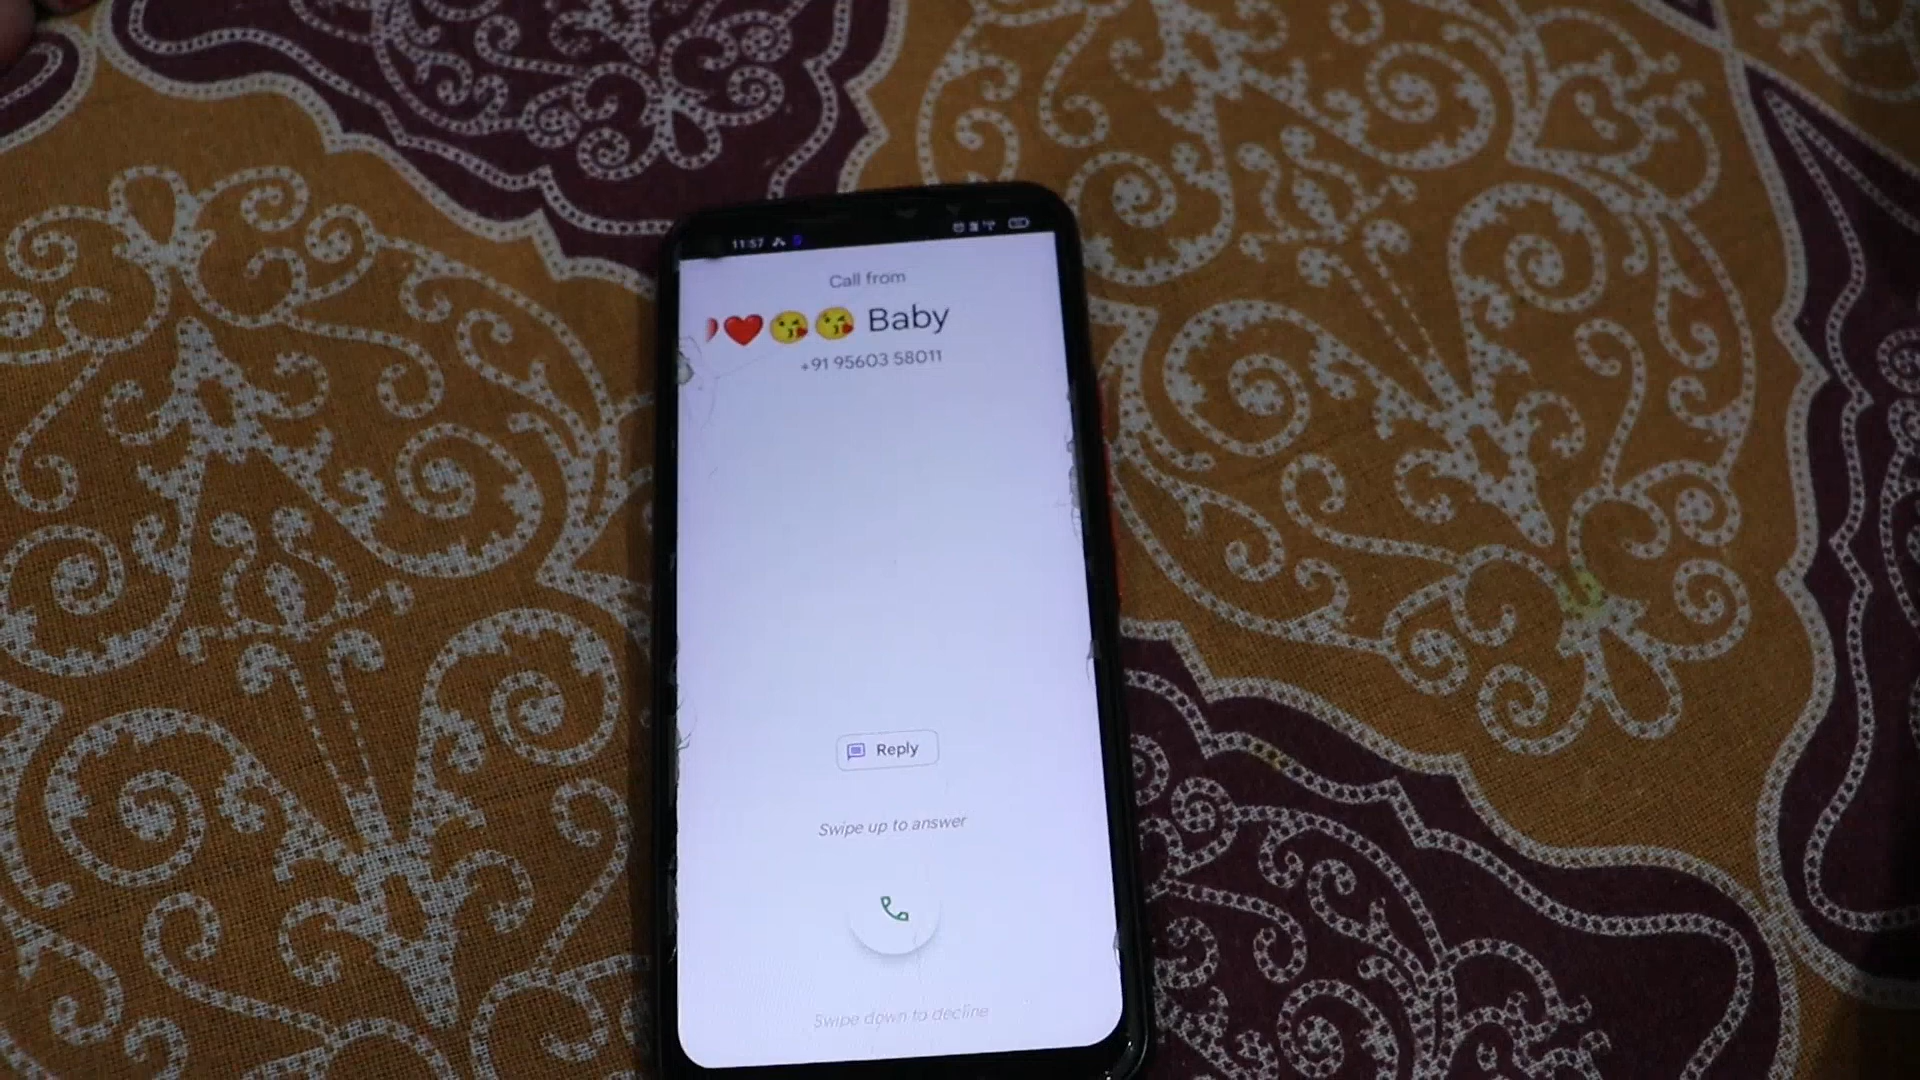 11:57
Call from
❤😘😘 Baby
+91 95603 58011
Reply
Swipe up to answer
Swipe down to decline